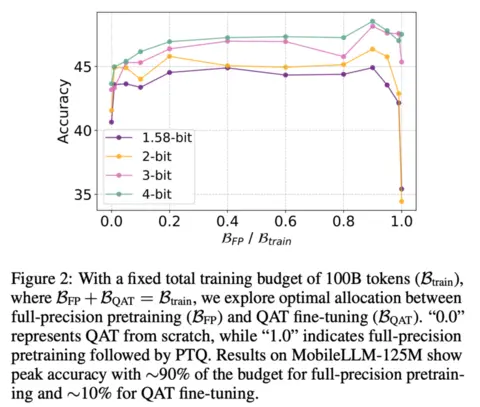 Accuracy
45
40
35
1.58-bit
2-bit
3-bit
4-bit
0.0 0.2 0.4 0.6 0.8 1.0
𝓑FP / 𝓑train
Figure 2: With a fixed total training budget of 100B tokens (𝓑train),
where 𝓑FP + 𝓑QAT = 𝓑train, we explore optimal allocation between
full-precision pretraining (𝓑FP) and QAT fine-tuning (𝓑QAT). “0.0”
represents QAT from scratch, while “1.0” indicates full-precision
pretraining followed by PTQ. Results on MobileLLM-125M show
peak accuracy with ∼90% of the budget for full-precision pretrain-
ing and ∼10% for QAT fine-tuning.